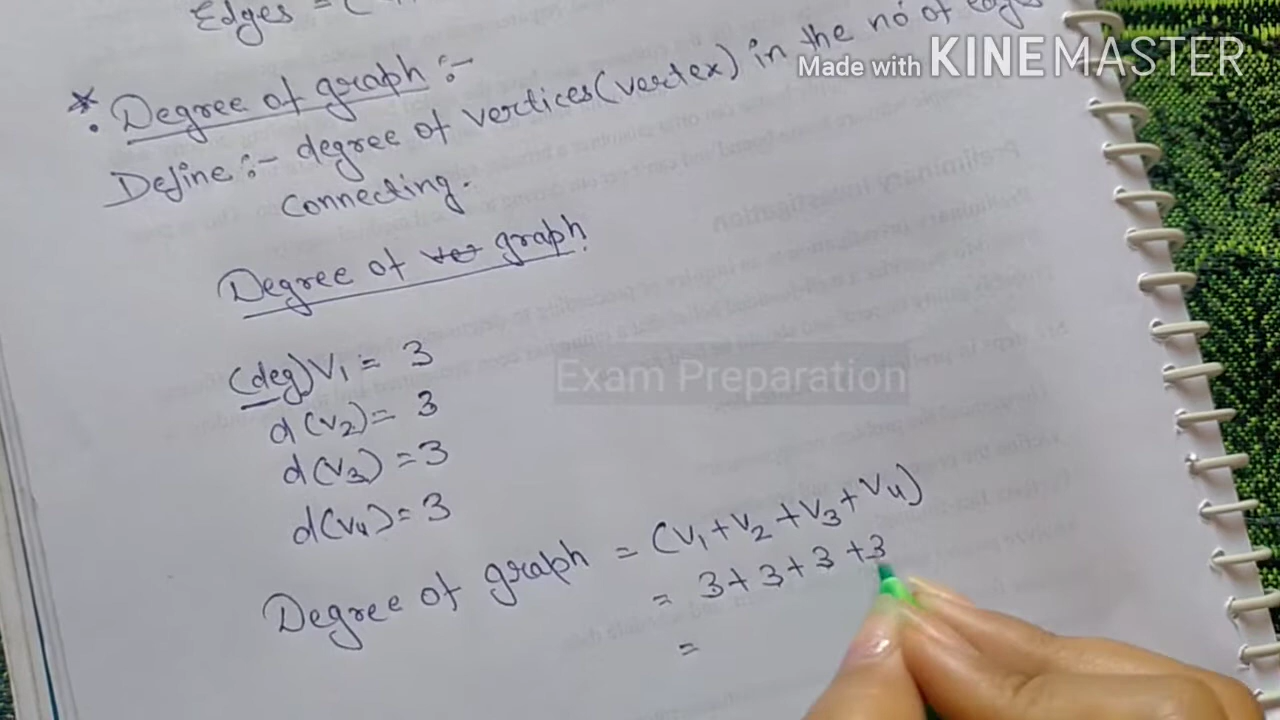 Edges = (
Made with KINEMASTER
*. Degree of graph :-
Define :- degree of vertices (vertex) in the no of edges
connecting.
Degree of ver graph.
(deg) V1 = 3
d(v2) = 3
Exam Preparation
d(v3) = 3
d(v4) = 3
Degree of graph = (V1 + V2 + V3 + V4)
= 3 + 3 + 3 + 3
=